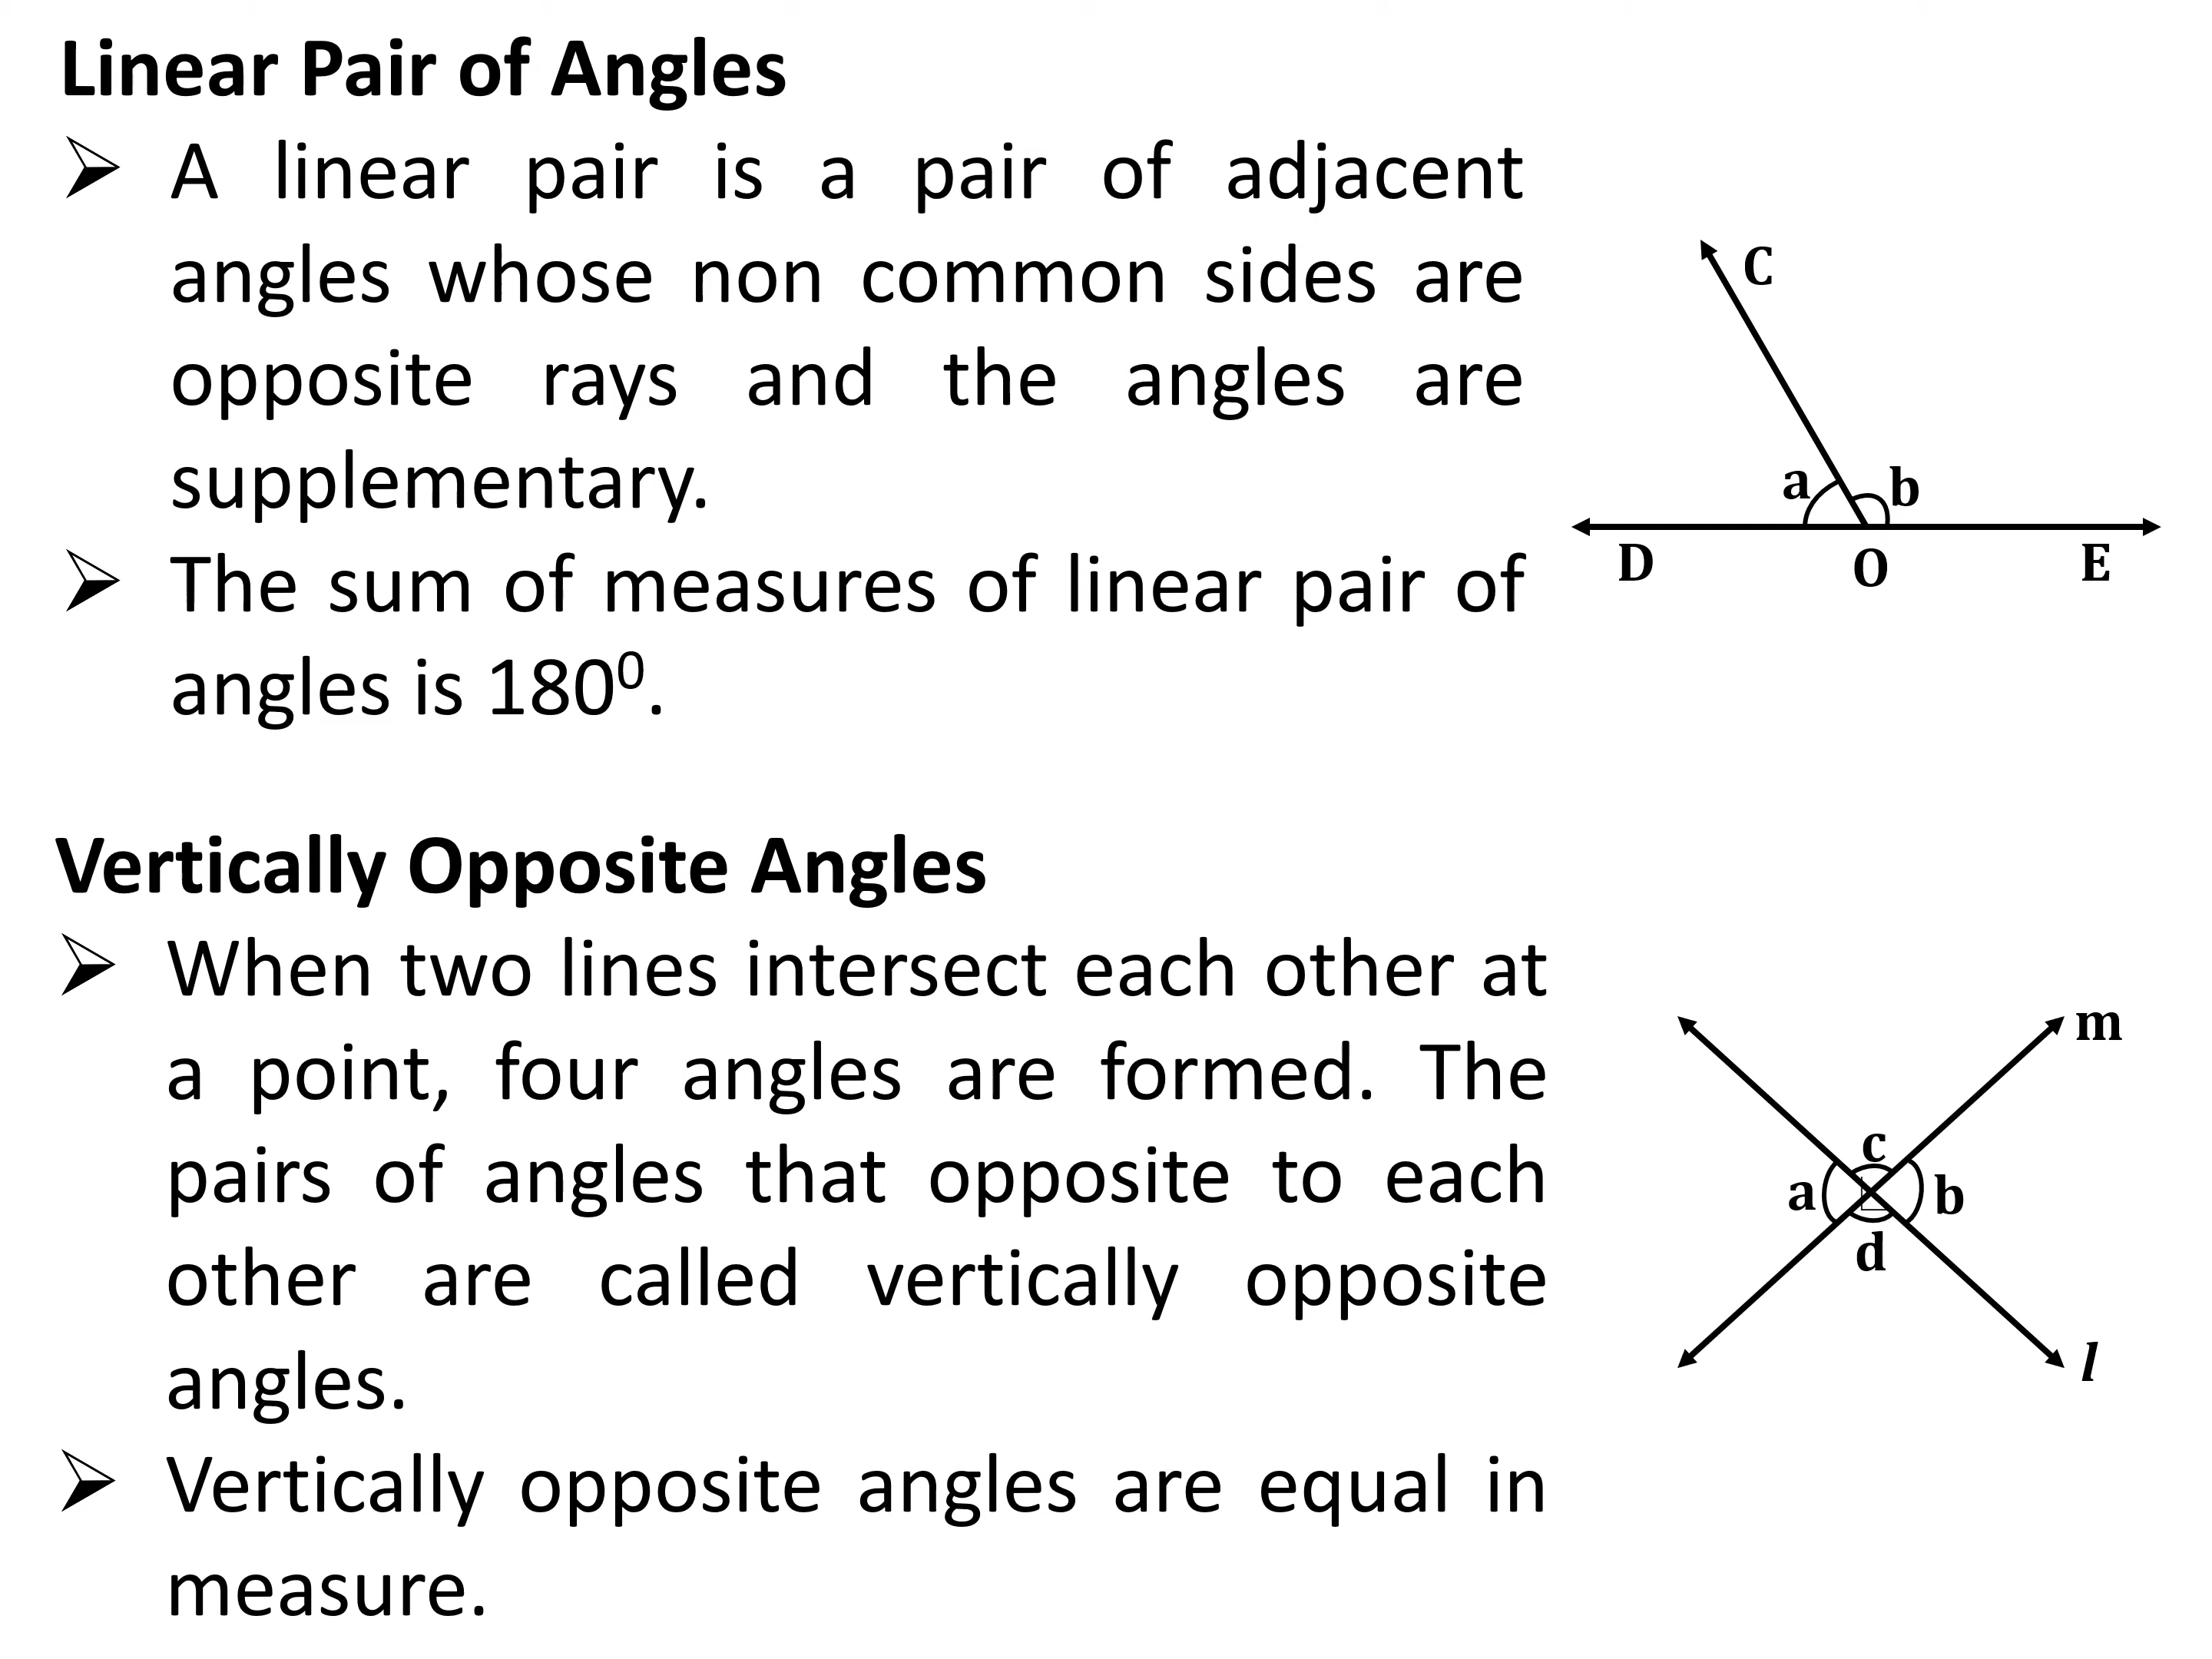 Linear Pair of Angles
➢ A linear pair is a pair of adjacent
angles whose non common sides are
opposite rays and the angles are
supplementary.
➢ The sum of measures of linear pair of
angles is 180⁰.
C
a
b
D
O
E
Vertically Opposite Angles
➢ When two lines intersect each other at
a point, four angles are formed. The
pairs of angles that opposite to each
other are called vertically opposite
angles.
➢ Vertically opposite angles are equal in
measure.
m
c
a
b
d
l